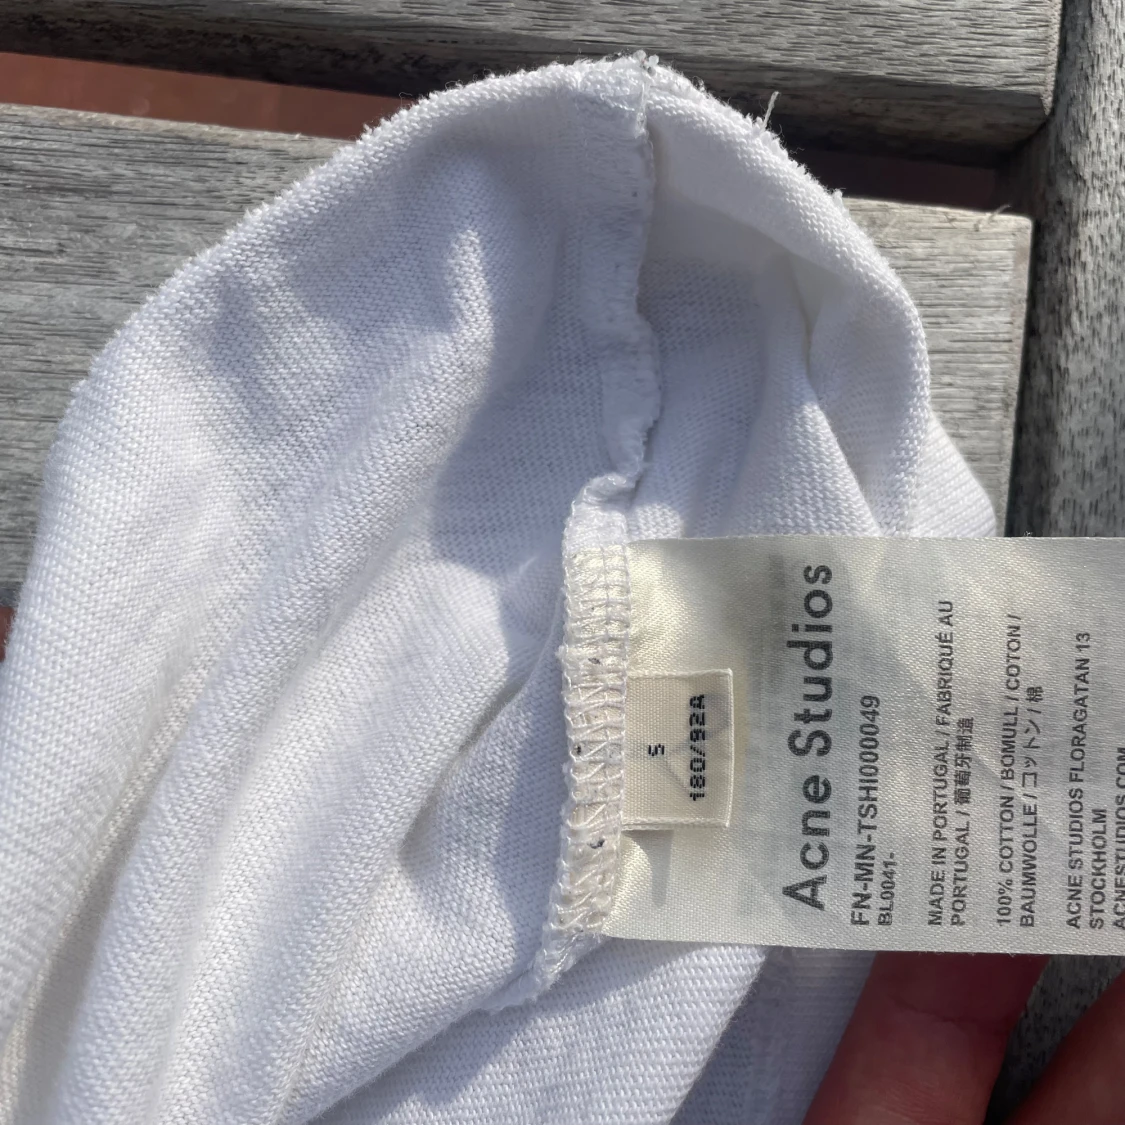 S
180/92A
Acne Studios
FN-MN-TSHI000049
BL0041-
MADE IN PORTUGAL / FABRIQUÉ AU
PORTUGAL / 葡萄牙制造
100% COTTON / BOMULL / COTON /
BAUMWOLLE / コットン / 棉
ACNE STUDIOS FLORAGATAN 13
STOCKHOLM
ACNESTUDIOS.COM